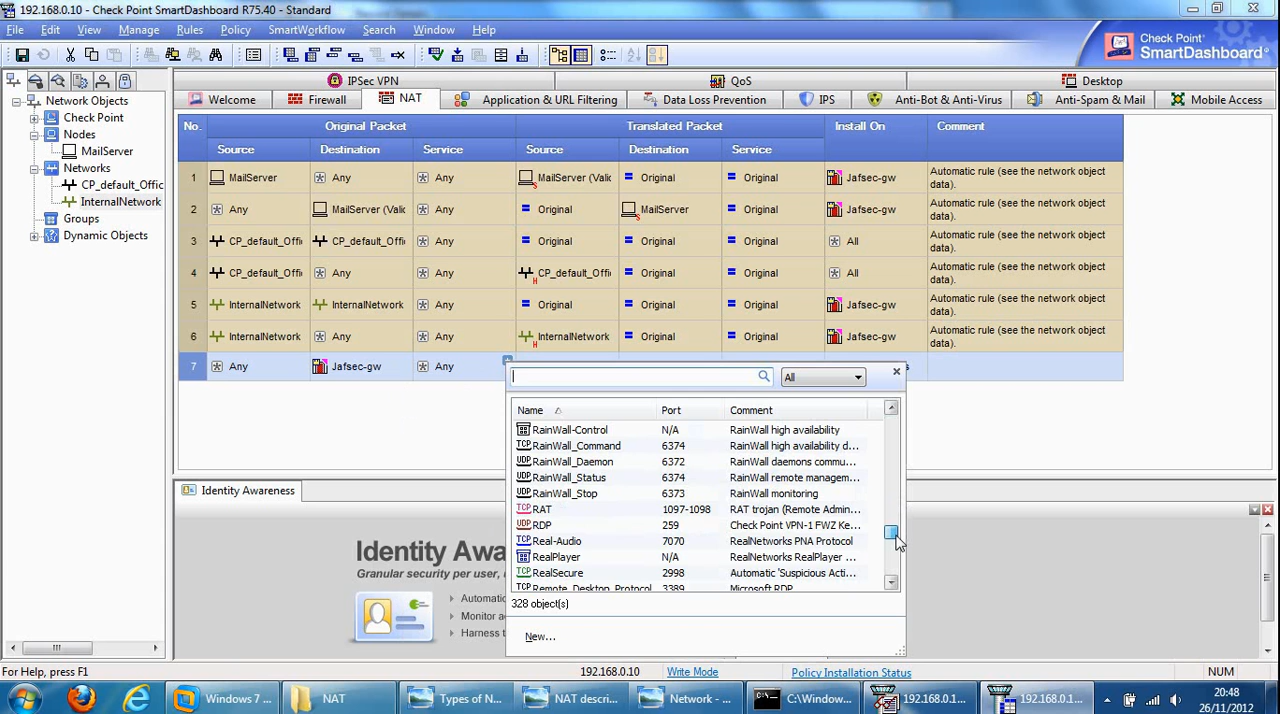 192.168.0.10 - Check Point SmartDashboard R75.40 - Standard
File Edit View Manage Rules Policy SmartWorkflow Search Window Help
Check Point
SmartDashboard
IPSec VPN QoS Desktop
Welcome Firewall NAT Application & URL Filtering Data Loss Prevention IPS Anti-Bot & Anti-Virus Anti-Spam & Mail Mobile Access
Network Objects
Check Point
Nodes
MailServer
Networks
CP_default_Offic
InternalNetwork
Groups
Dynamic Objects
No. Original Packet Translated Packet Install On Comment
Source Destination Service Source Destination Service
1 MailServer Any Any MailServer (Vali Original Original Jafsec-gw Automatic rule (see the network object
data).
2 Any MailServer (Vali Any Original MailServer Original Jafsec-gw Automatic rule (see the network object
data).
3 CP_default_Offi CP_default_Offi Any Original Original Original All Automatic rule (see the network object
data).
4 CP_default_Offi Any Any CP_default_Offi Original Original All Automatic rule (see the network object
data).
5 InternalNetwork InternalNetwork Any Original Original Original Jafsec-gw Automatic rule (see the network object
data).
6 InternalNetwork Any Any InternalNetwork Original Original Jafsec-gw Automatic rule (see the network object
data).
7 Any Jafsec-gw Any
All
Name Port Comment
RainWall-Control N/A RainWall high availability
TCP RainWall_Command 6374 RainWall high availability d...
UDP RainWall_Daemon 6372 RainWall daemons commu...
UDP RainWall_Status 6374 RainWall remote managem...
UDP RainWall_Stop 6373 RainWall monitoring
TCP RAT 1097-1098 RAT trojan (Remote Admin...
UDP RDP 259 Check Point VPN-1 FWZ Ke...
TCP Real-Audio 7070 RealNetworks PNA Protocol
RealPlayer N/A RealNetworks RealPlayer ...
TCP RealSecure 2998 Automatic 'Suspicious Acti...
TCP Remote_Desktop_Protocol 3389 Microsoft RDP
328 object(s)
New...
Identity Awareness
Identity Awa
Granular security per user,
Automatic
Monitor a
Harness t
For Help, press F1 192.168.0.10 Write Mode Policy Installation Status NUM
Windows 7 ... NAT Types of N... NAT descri... Network - ... C:\Window... 192.168.0.1... 192.168.0.1... 20:48
26/11/2012